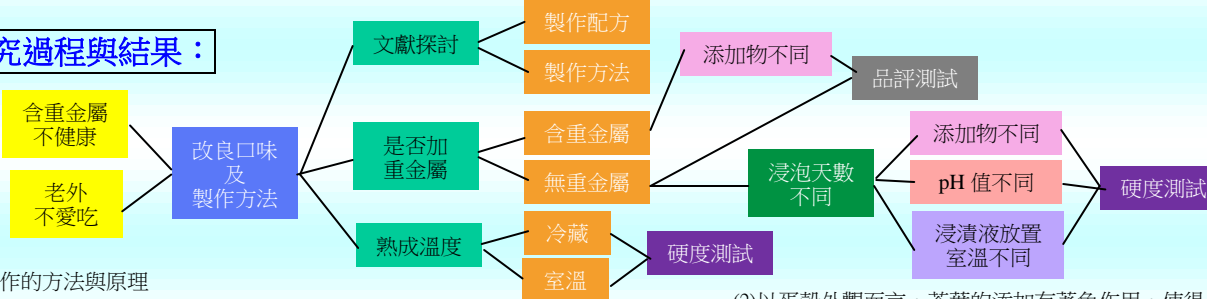 究過程與結果：
含重金屬
不健康
老外
不愛吃
改良口味
及
製作方法
文獻探討
是否加
重金屬
熟成溫度
製作配方
製作方法
含重金屬
無重金屬
冷藏
室溫
添加物不同
品評測試
硬度測試
浸泡天數
不同
添加物不同
pH 值不同
浸漬液放置
室溫不同
硬度測試
作的方法與原理